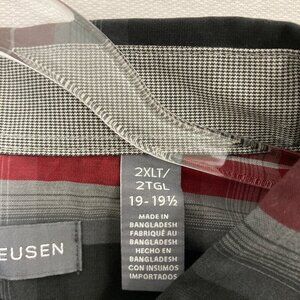 2XLT/
2TGL
19-19½
MADE IN
BANGLADESH
FABRIQUÉ AU
BANGLADESH
HECHO EN
BANGLADESH
CON INSUMOS
IMPORTADOS
EUSEN